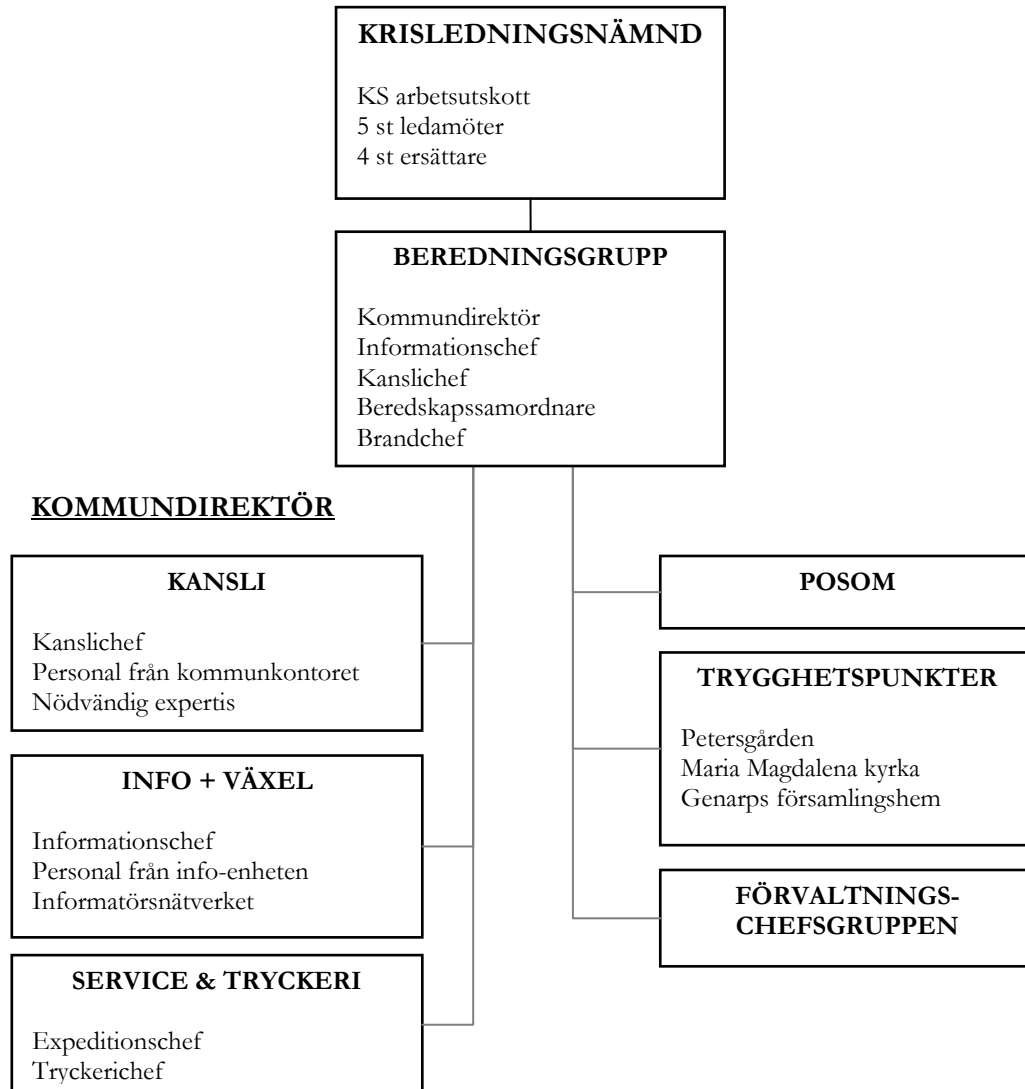 KRISLEDNINGSNÄMND
KS arbetsutskott
5 st ledamöter
4 st ersättare
BEREDNINGSGRUPP
Kommundirektör
Informationschef
Kanslichef
Beredskapssamordnare
Brandchef
KOMMUNDIREKTÖR
KANSLI
Kanslichef
Personal från kommunkontoret
Nödvändig expertis
INFO + VÄXEL
Informationschef
Personal från info-enheten
Informatörsnätverket
SERVICE & TRYCKERI
Expeditionschef
Tryckerichef
POSOM
TRYGGHETSPUNKTER
Petersgården
Maria Magdalena kyrka
Genarps församlingshem
FÖRVALTNINGS-
CHEFSGRUPPEN